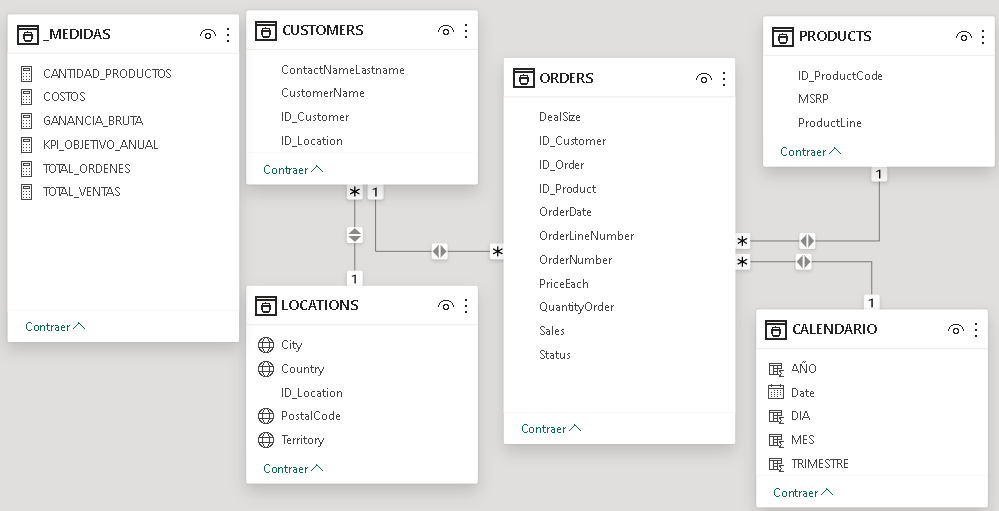 _MEDIDAS
CANTIDAD_PRODUCTOS
COSTOS
GANANCIA_BRUTA
KPI_OBJETIVO_ANUAL
TOTAL_ORDENES
TOTAL_VENTAS
Contraer
CUSTOMERS
ContactNameLastname
CustomerName
ID_Customer
ID_Location
Contraer
* 1
*
1
LOCATIONS
City
Country
ID_Location
PostalCode
Territory
Contraer
ORDERS
DealSize
ID_Customer
ID_Order
ID_Product
OrderDate
OrderLineNumber
OrderNumber
PriceEach
QuantityOrder
Sales
Status
Contraer
PRODUCTS
ID_ProductCode
MSRP
ProductLine
Contraer
1
*
*
1
CALENDARIO
AÑO
Date
DIA
MES
TRIMESTRE
Contraer